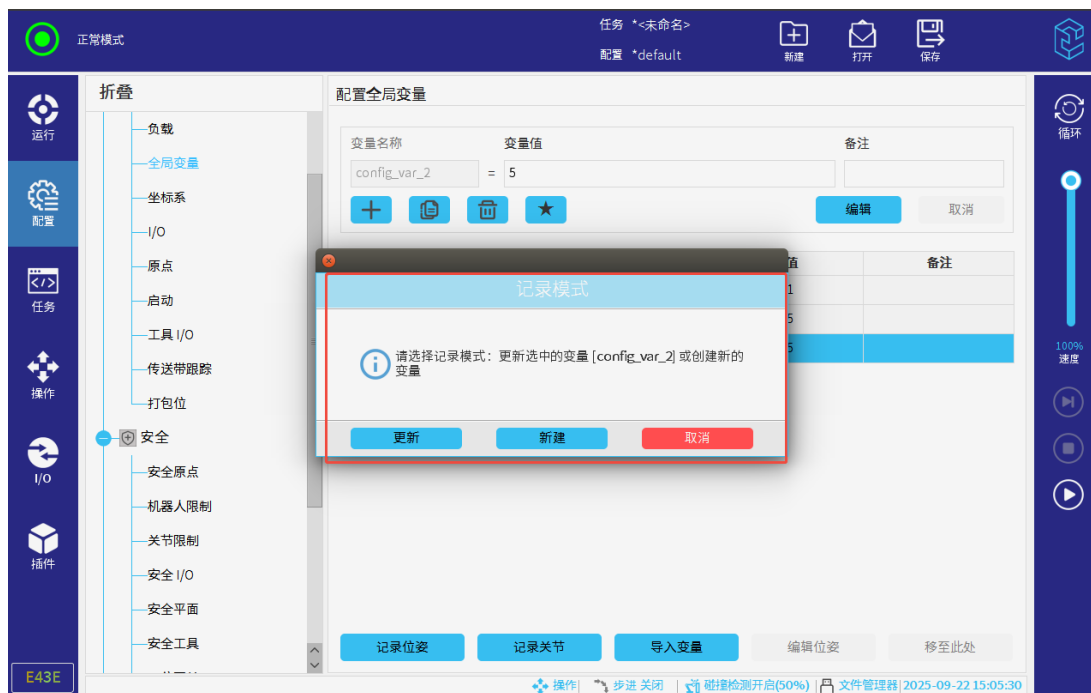 正常模式
任务 *<未命名>
配置 *default
新建
打开
保存
运行
配置
任务
操作
I/O
插件
E43E
折叠
负载
全局变量
坐标系
I/O
原点
启动
工具 I/O
传送带跟踪
打包位
安全
安全原点
机器人限制
关节限制
安全 I/O
安全平面
安全工具
配置全局变量
变量名称 变量值 备注
config_var_2 = 5
编辑 取消
值 备注
1
5
5
记录模式
请选择记录模式：更新选中的变量 [config_var_2] 或创建新的
变量
更新 新建 取消
记录位姿 记录关节 导入变量 编辑位姿 移至此处
循环
100%
速度
操作| 步进 关闭 | 碰撞检测开启(50%) | 文件管理器| 2025-09-22 15:05:30